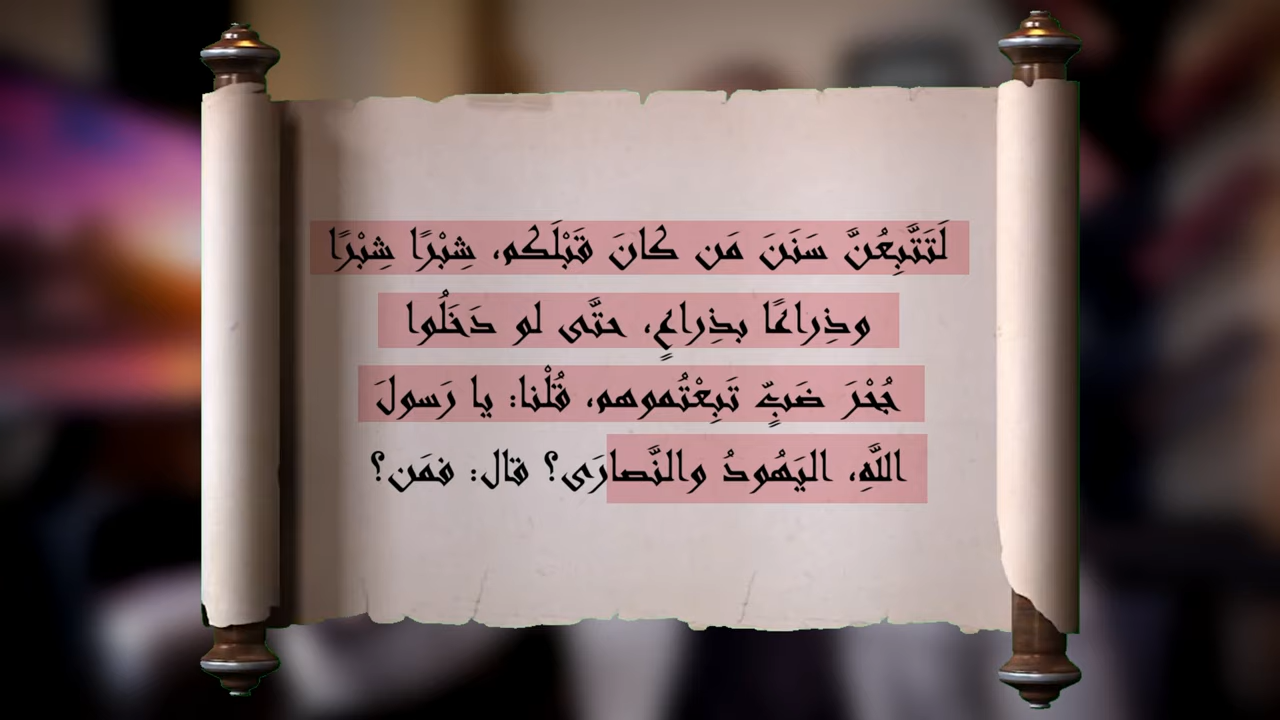 لَتَتَّبِعُنَّ سَنَنَ مَن كانَ قَبْلَكم، شِبْرًا شِبْرًا
وذِراعًا بذِراعٍ، حتَّى لو دَخَلُوا
جُحْرَ ضَبٍّ تَبِعْتُموهم، قُلْنا: يا رَسولَ
اللَّهِ، اليَهُودُ والنَّصارَى؟ قال: فمَن؟